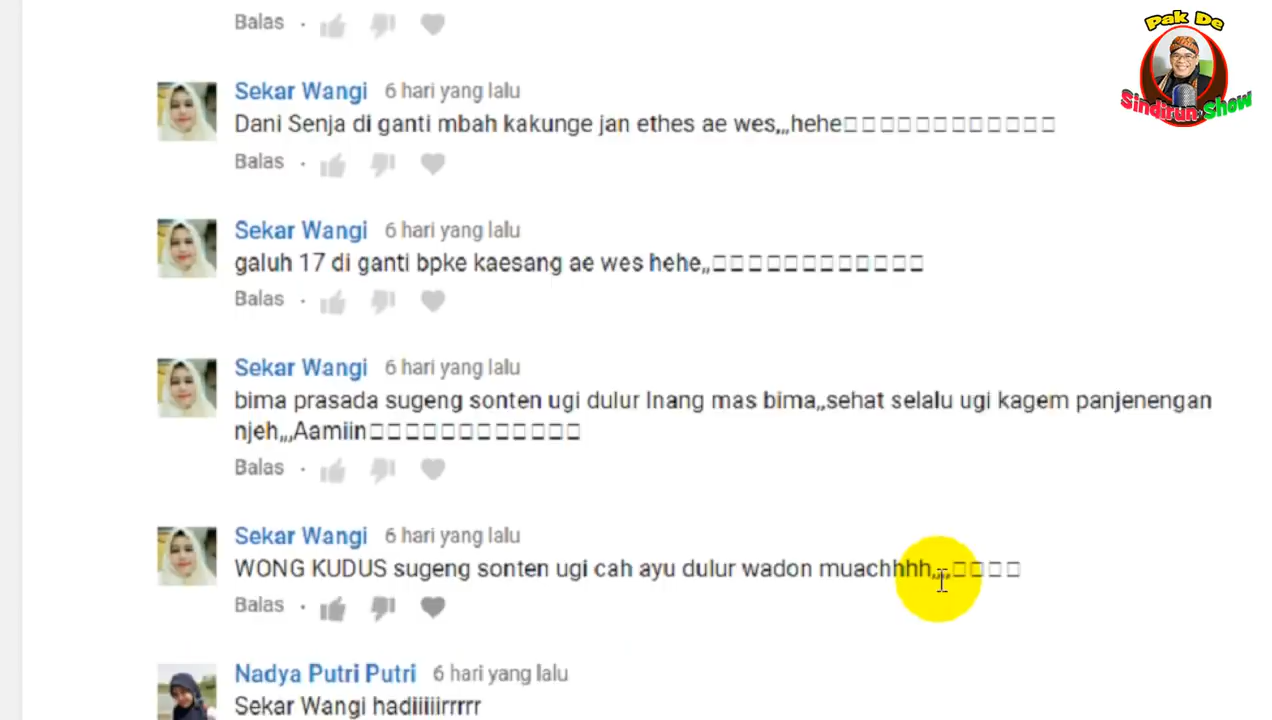 Balas
Pak De
Sindirun Show
Sekar Wangi 6 hari yang lalu
Dani Senja di ganti mbah kakunge jan ethes ae wes,,,hehe□□□□□□□□□□□□
Balas ·
Sekar Wangi 6 hari yang lalu
galuh 17 di ganti bpke kaesang ae wes hehe,,□□□□□□□□□□□□
Balas ·
Sekar Wangi 6 hari yang lalu
bima prasada sugeng sonten ugi dulur lnang mas bima,,sehat selalu ugi kagem panjenengan
njeh,,,Aamiin□□□□□□□□□□□□
Balas ·
Sekar Wangi 6 hari yang lalu
WONG KUDUS sugeng sonten ugi cah ayu dulur wadon muachhhh,,,,□□□□
Balas ·
Nadya Putri Putri 6 hari yang lalu
Sekar Wangi hadiiiiirrrrr